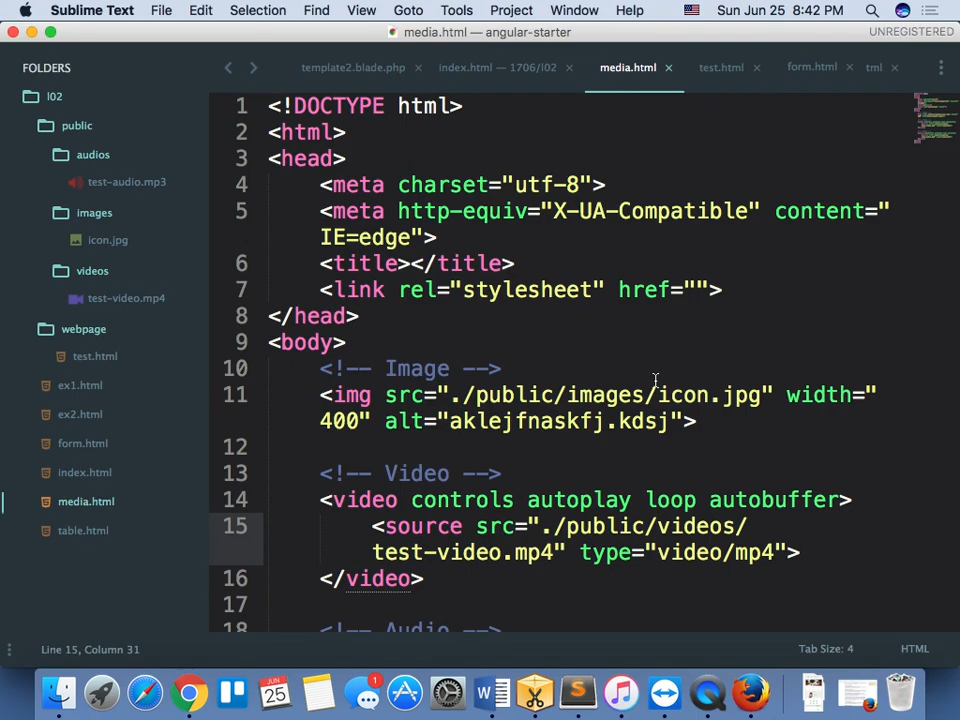 Sublime Text File Edit Selection Find View Goto Tools Project Window Help Sun Jun 25 8:42 PM
media.html — angular-starter UNREGISTERED
FOLDERS
l02
public
audios
test-audio.mp3
images
icon.jpg
videos
test-video.mp4
webpage
test.html
ex1.html
ex2.html
form.html
index.html
media.html
table.html
template2.blade.php × index.html — 1706/l02 × media.html × test.html × form.html × tml ×
1 <!DOCTYPE html>
2 <html>
3 <head>
4 <meta charset="utf-8">
5 <meta http-equiv="X-UA-Compatible" content="
IE=edge">
6 <title></title>
7 <link rel="stylesheet" href="">
8 </head>
9 <body>
10 <!-- Image -->
11 <img src="./public/images/icon.jpg" width="
400" alt="aklejfnaskfj.kdsj">
12
13 <!-- Video -->
14 <video controls autoplay loop autobuffer>
15 <source src="./public/videos/
test-video.mp4" type="video/mp4">
16 </video>
17
18 <!-- Audio -->
Line 15, Column 31 Tab Size: 4 HTML
JUN
25
1